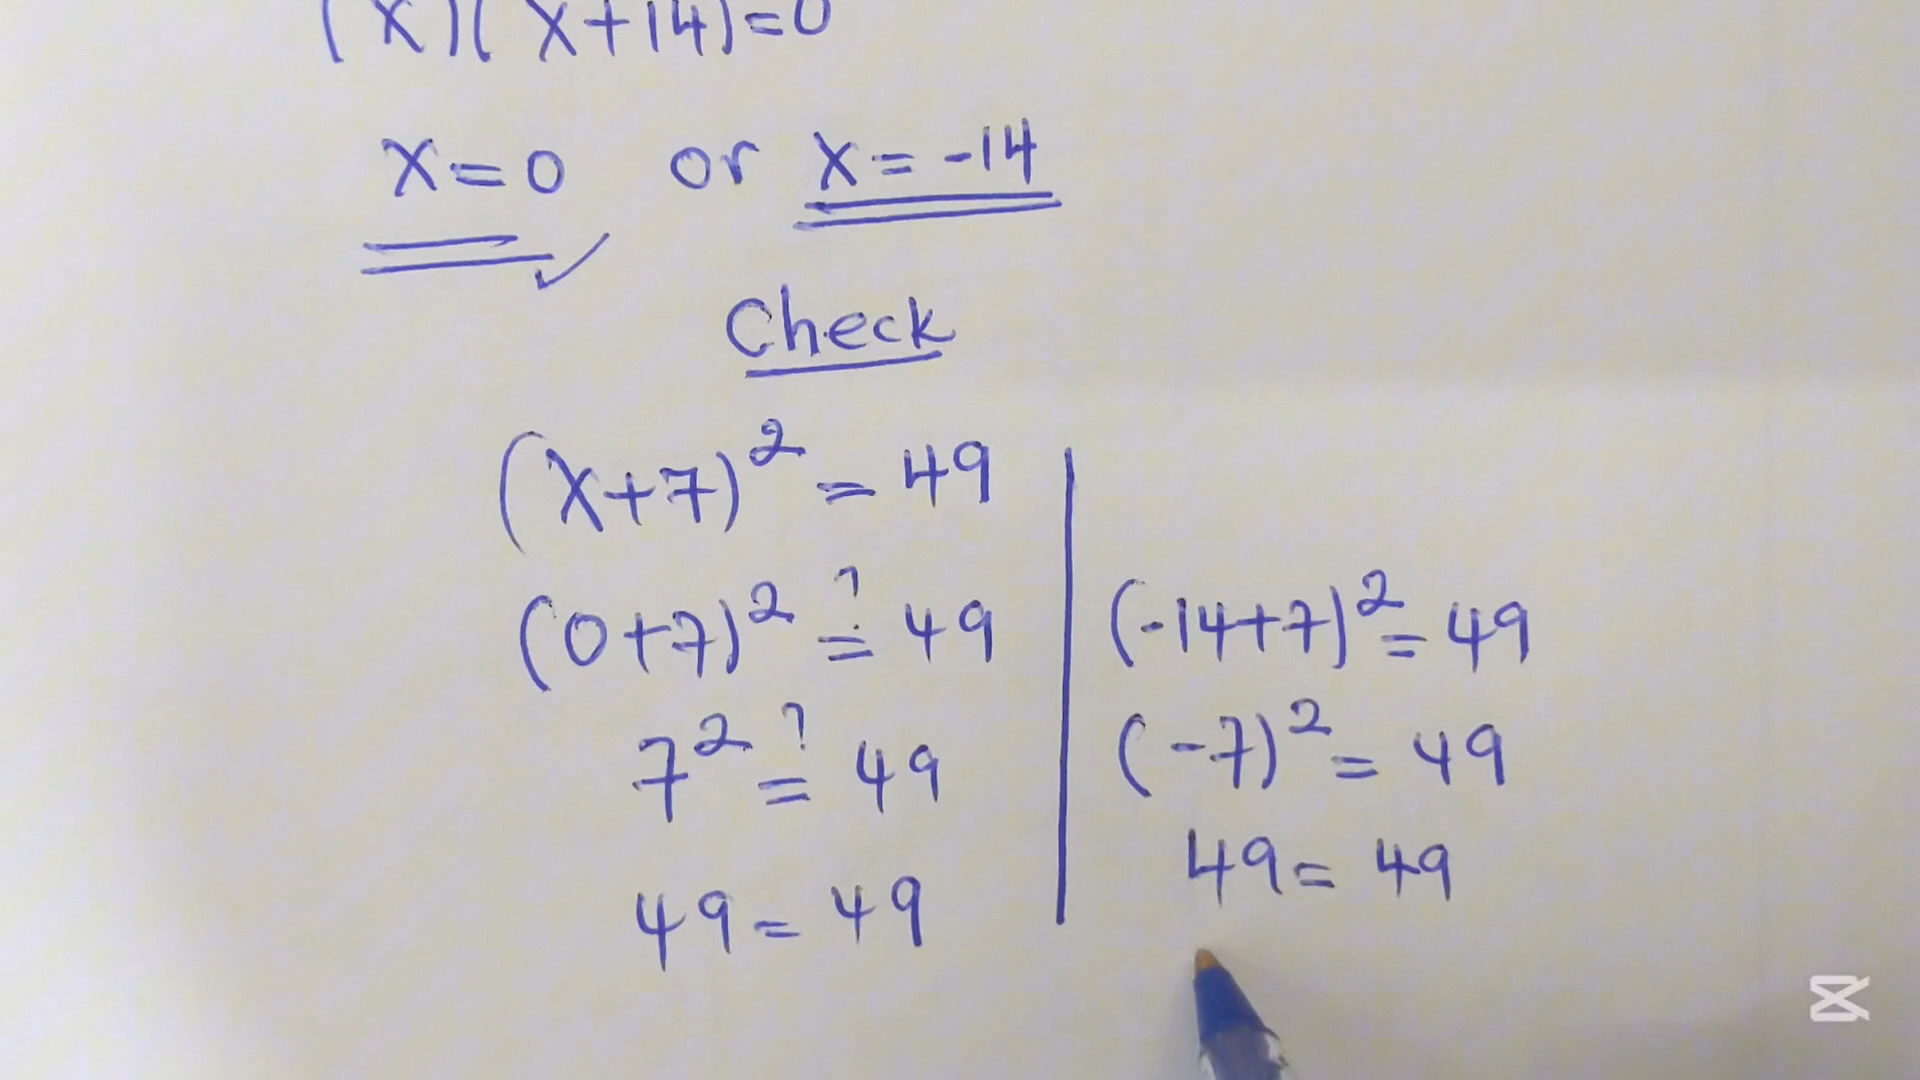 (x)(x+14)=0
x=0 or x=-14
Check
(x+7)² = 49
(0+7)² ?= 49
7² ?= 49
49=49
(-14+7)²=49
(-7)²=49
49=49